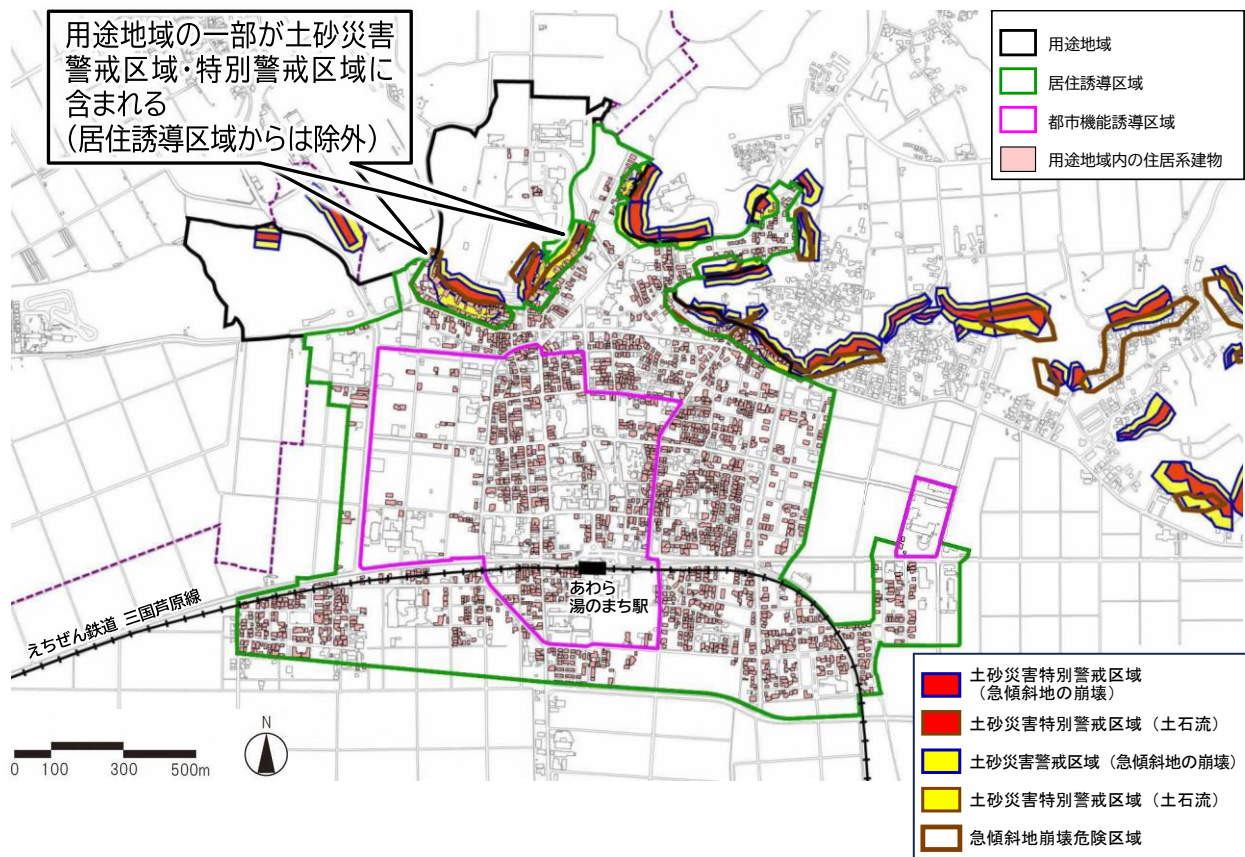 用途地域の一部が土砂災害
警戒区域・特別警戒区域に
含まれる
(居住誘導区域からは除外)
用途地域
居住誘導区域
都市機能誘導区域
用途地域内の住居系建物
あわら
湯のまち駅
えちぜん鉄道 三国芦原線
N
0 100 300 500m
土砂災害特別警戒区域
(急傾斜地の崩壊)
土砂災害特別警戒区域(土石流)
土砂災害警戒区域(急傾斜地の崩壊)
土砂災害特別警戒区域(土石流)
急傾斜地崩壊危険区域